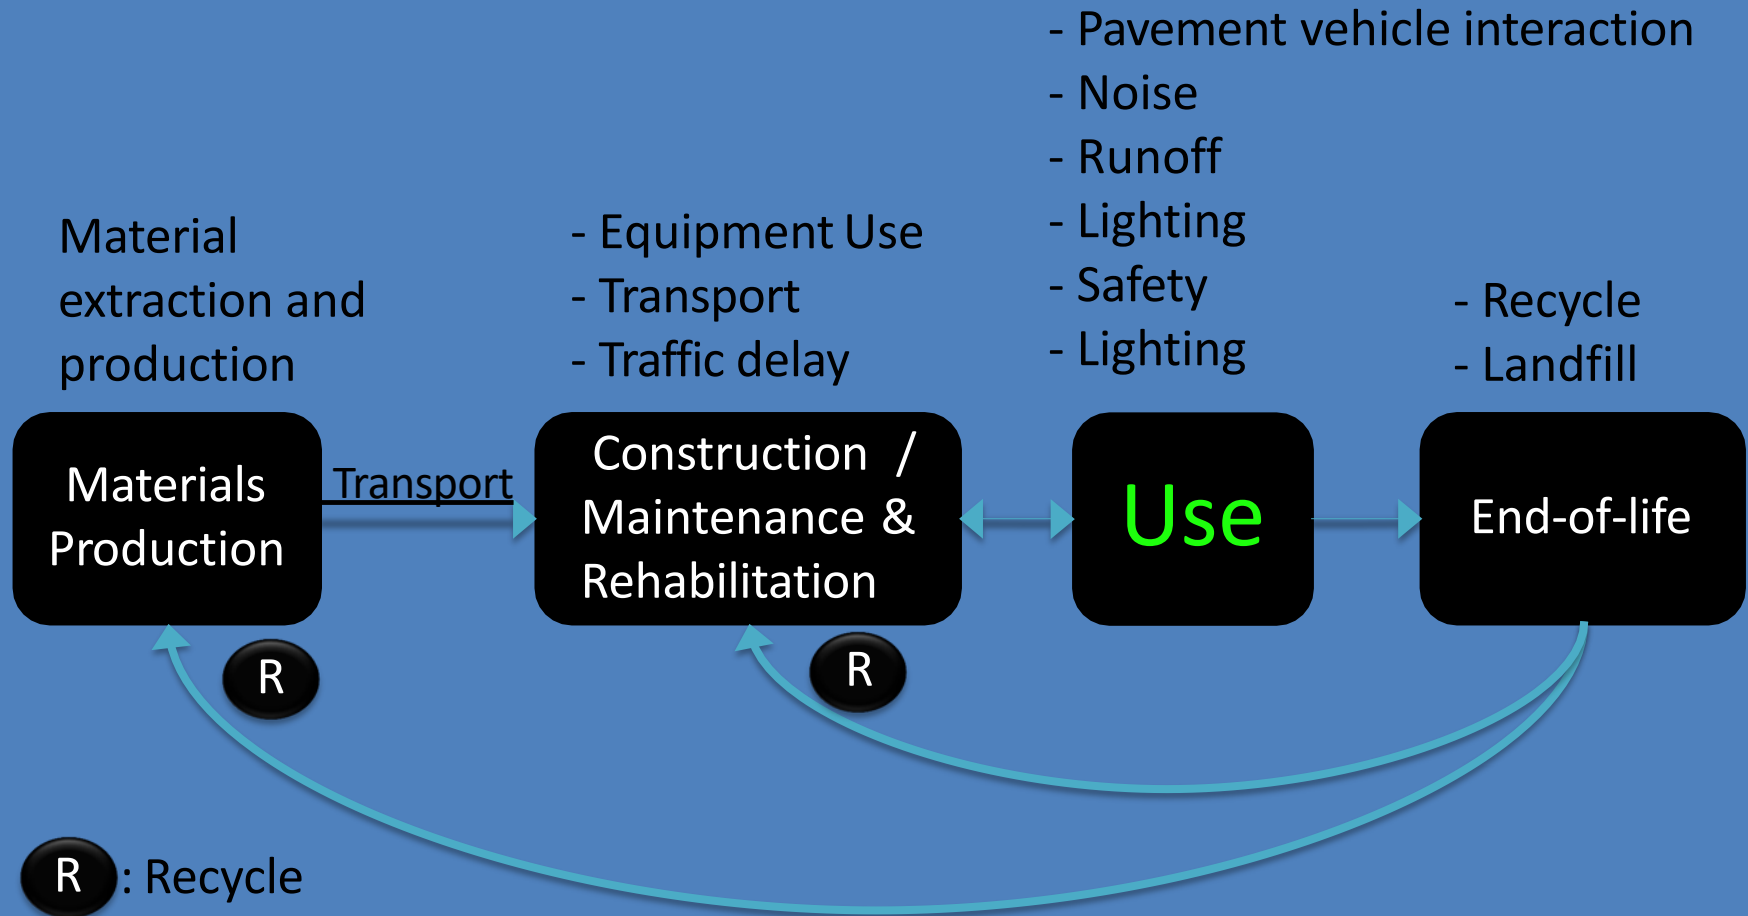 - Pavement vehicle interaction
- Noise
- Runoff
- Lighting
- Safety
- Lighting
Material
extraction and
production
- Equipment Use
- Transport
- Traffic delay
- Recycle
- Landfill
Materials
Production
Transport
Construction /
Maintenance &
Rehabilitation
Use
End-of-life
R
R
R : Recycle